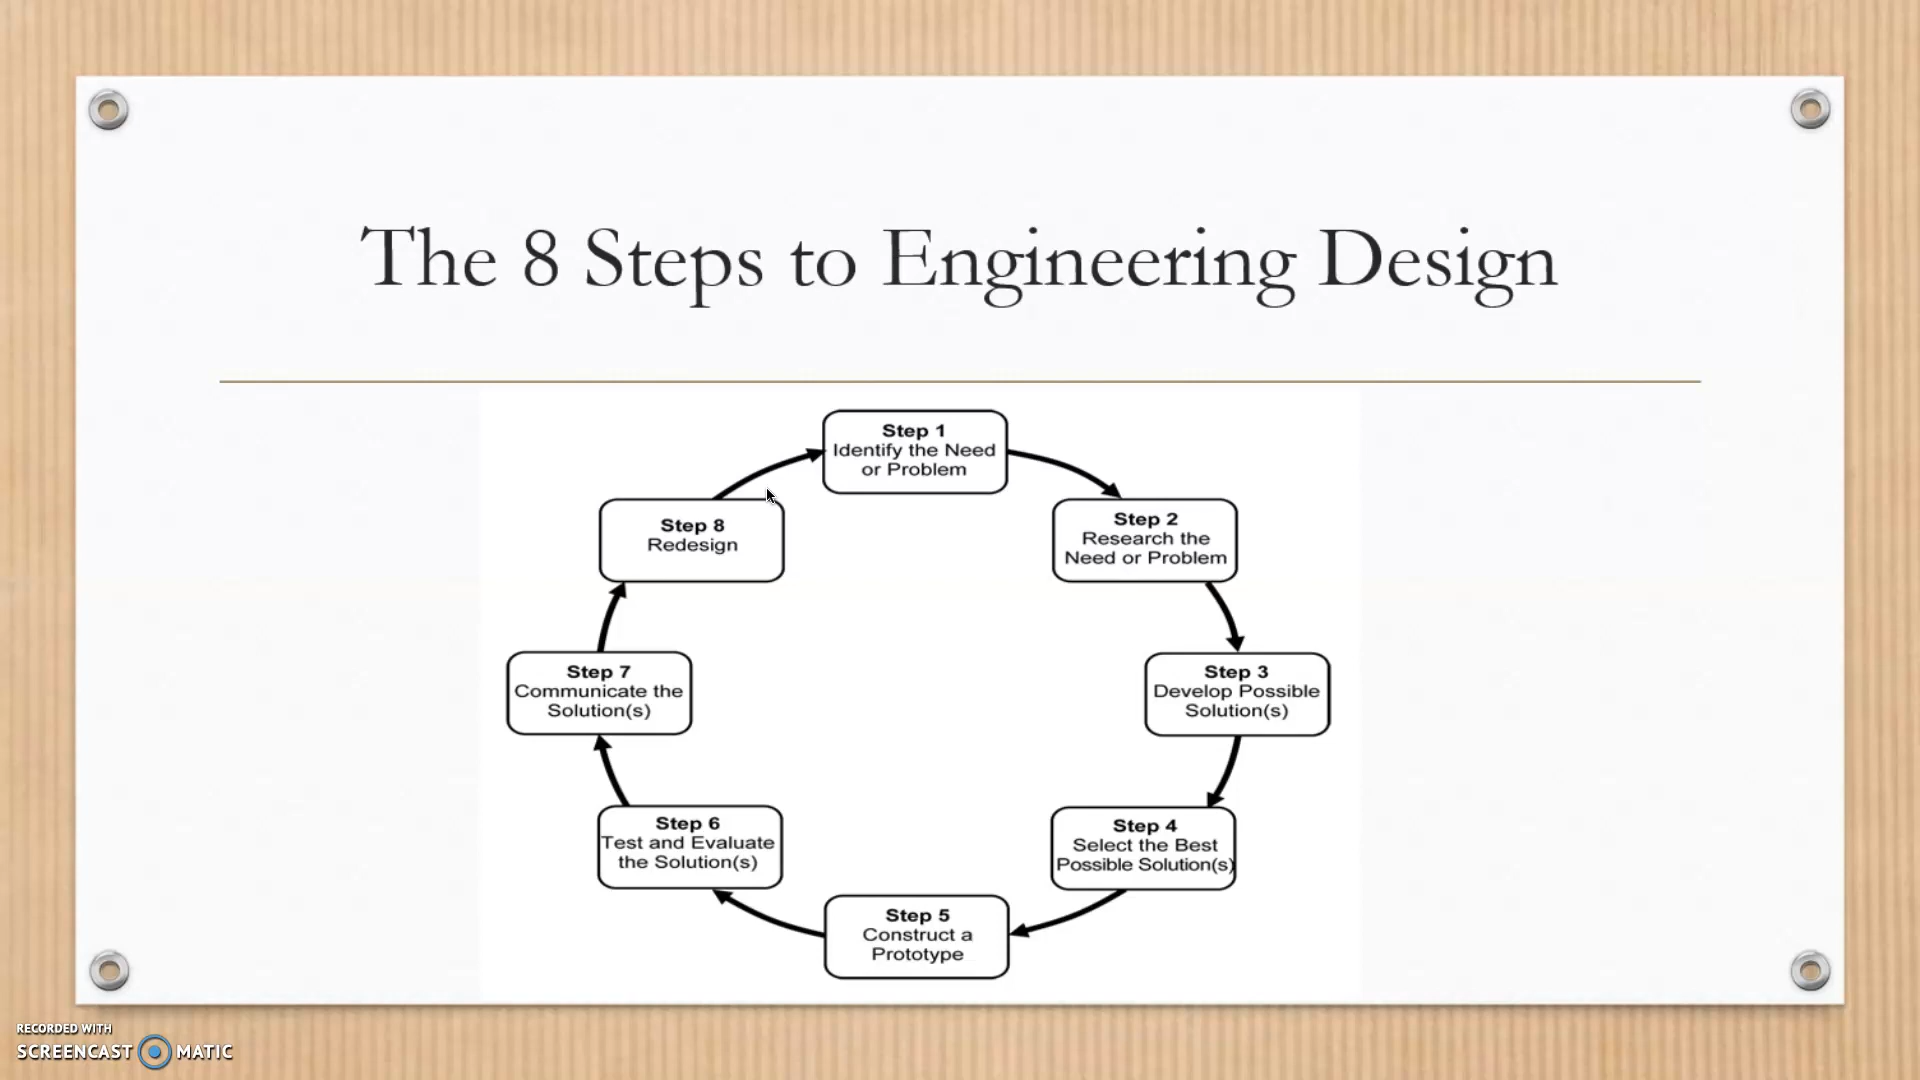 The 8 Steps to Engineering Design
Step 1
Identify the Need
or Problem
Step 2
Research the
Need or Problem
Step 3
Develop Possible
Solution(s)
Step 4
Select the Best
Possible Solution(s)
Step 5
Construct a
Prototype
Step 6
Test and Evaluate
the Solution(s)
Step 7
Communicate the
Solution(s)
Step 8
Redesign
RECORDED WITH
SCREENCAST MATIC